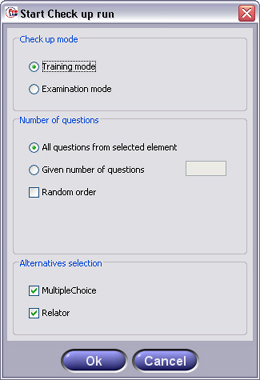 Start Check up run
Check up mode
Training mode
Examination mode
Number of questions
All questions from selected element
Given number of questions
Random order
Alternatives selection
MultipleChoice
Relator
Ok Cancel